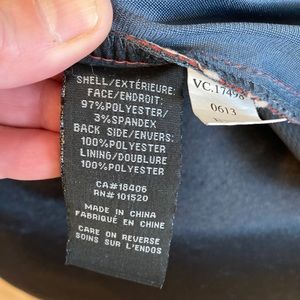 SHELL/EXTÉRIEURE:
FACE/ENDROIT:
97%POLYESTER/
3%SPANDEX
BACK SIDE/ENVERS:
100%POLYESTER
LINING/DOUBLURE
100%POLYESTER
CA#18406
RN#101520
MADE IN CHINA
FABRIQUÉ EN CHINE
CARE ON REVERSE
SOINS SUR L'ENDOS
VC.17498
0613